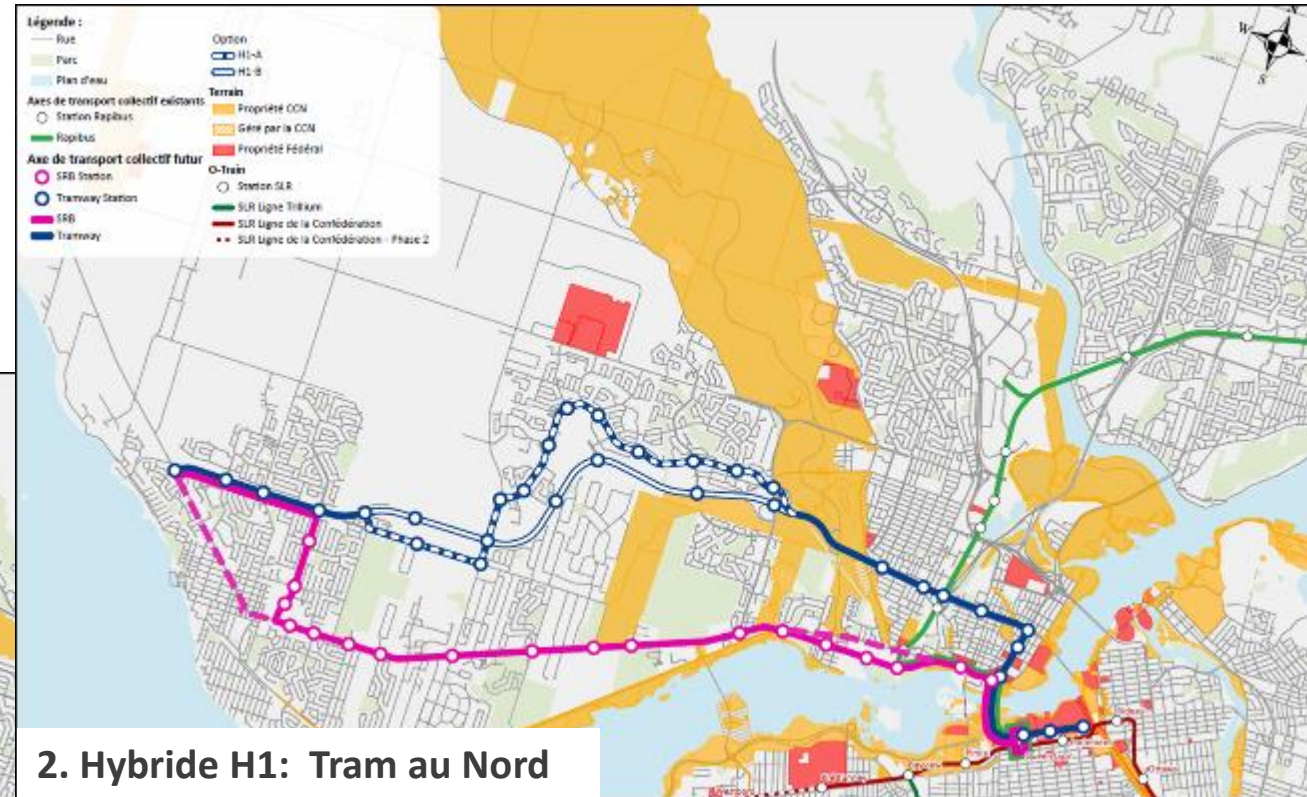 Légende :
Rue
Parc
Plan d'eau
Axes de transport collectif existants
Station Rapibus
Rapibus
Axe de transport collectif futur
SRB Station
Tramway Station
SRB
Tramway
Option
H1-A
H1-B
Terrain
Propriété CCN
Géré par la CCN
Propriété Fédéral
O-Train
Station SLR
SLR Ligne Trillium
SLR Ligne de la Confédération
SLR Ligne de la Confédération - Phase 2
N
W
S
2. Hybride H1: Tram au Nord